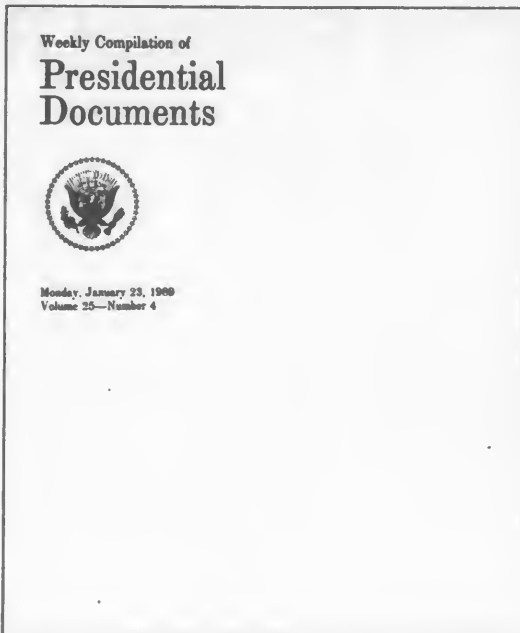 Weekly Compilation of
Presidential
Documents
Monday, January 23, 1989
Volume 25—Number 4